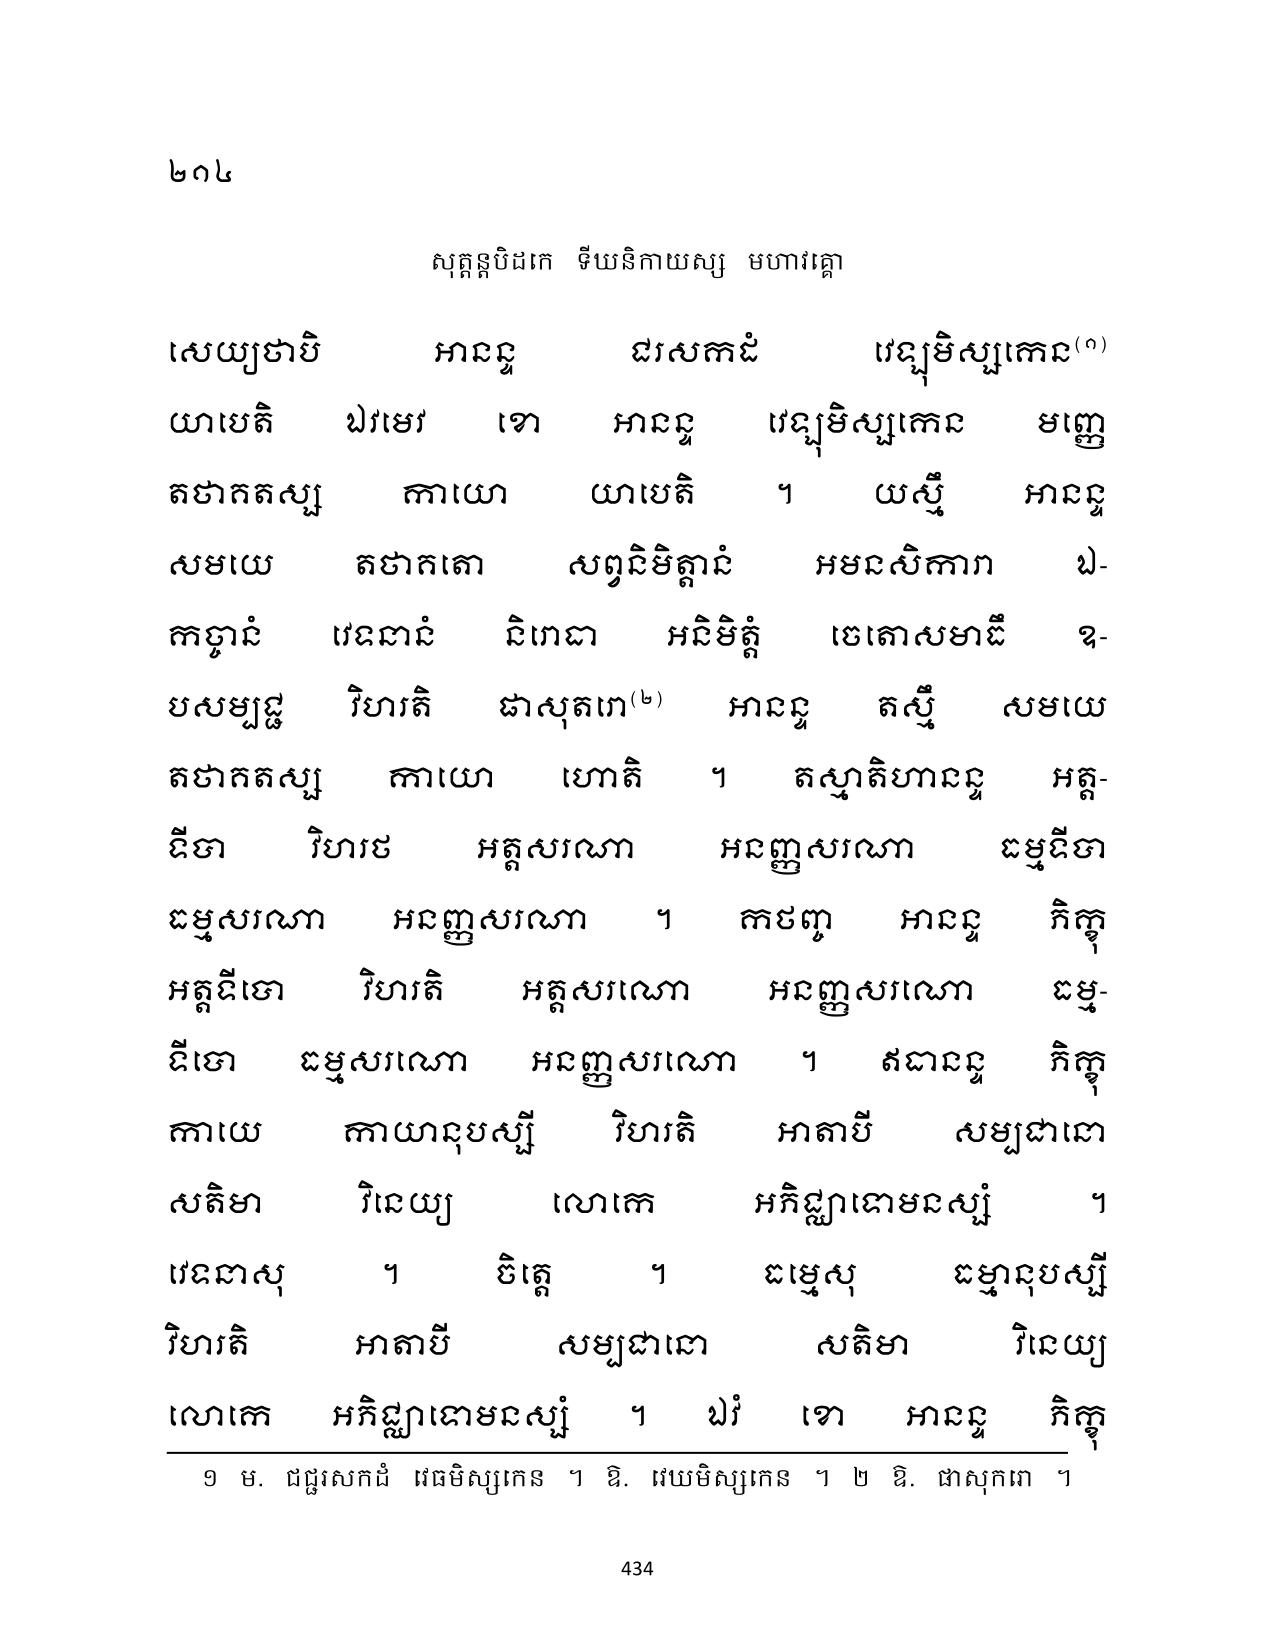 ២១៤
សុត្តន្តបិដកេ ទីឃនិកាយស្ស មហាវគ្គោ
សេយ្យថាបិ អានន្ទ ជរសកដំ វេឡុមិស្សកេន(១)
យាបេតិ ឯវមេវ ខោ អានន្ទ វេឡុមិស្សកេន មញ្ញេ
តថាគតស្ស កាយោ យាបេតិ ។ យស្មឹ អានន្ទ
សមយេ តថាគតោ សព្វនិមិត្តានំ អមនសិការា ឯ-
កច្ចានំ វេទនានំ និរោធា អនិមិត្តំ ចេតោសមាធឹ ឧ-
បសម្បជ្ជ វិហរតិ ផាសុតរោ(២) អានន្ទ តស្មឹ សមយេ
តថាគតស្ស កាយោ ហោតិ ។ តស្មាតិហានន្ទ អត្ត-
ទីបា វិហរថ អត្តសរណា អនញ្ញសរណា ធម្មទីបា
ធម្មសរណា អនញ្ញសរណា ។ កថញ្ច អានន្ទ ភិក្ខុ
អត្តទីបោ វិហរតិ អត្តសរណោ អនញ្ញសរណោ ធម្ម-
ទីបោ ធម្មសរណោ អនញ្ញសរណោ ។ ឥធានន្ទ ភិក្ខុ
កាយេ កាយានុបស្សី វិហរតិ អាតាបី សម្បជានោ
សតិមា វិនេយ្យ លោកេ អភិជ្ឈាទោមនស្សំ ។
វេទនាសុ ។ ចិត្តេ ។ ធម្មេសុ ធម្មានុបស្សី
វិហរតិ អាតាបី សម្បជានោ សតិមា វិនេយ្យ
លោកេ អភិជ្ឈាទោមនស្សំ ។ ឯវំ ខោ អានន្ទ ភិក្ខុ
១ ម. ជជ្ជរសកដំ វេធមិស្សកេន ។ ឱ. វេឃមិស្សកេន ។ ២ ឱ. ផាសុករោ ។
434